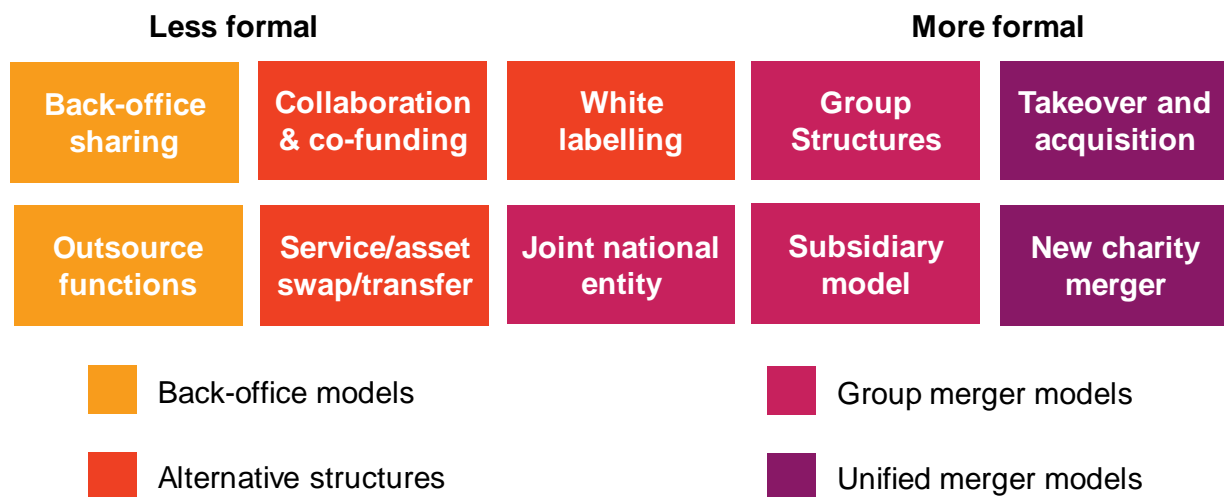 Less formal
More formal
Back-office
sharing
Collaboration
& co-funding
White
labelling
Group
Structures
Takeover and
acquisition
Outsource
functions
Service/asset
swap/transfer
Joint national
entity
Subsidiary
model
New charity
merger
Back-office models
Group merger models
Alternative structures
Unified merger models